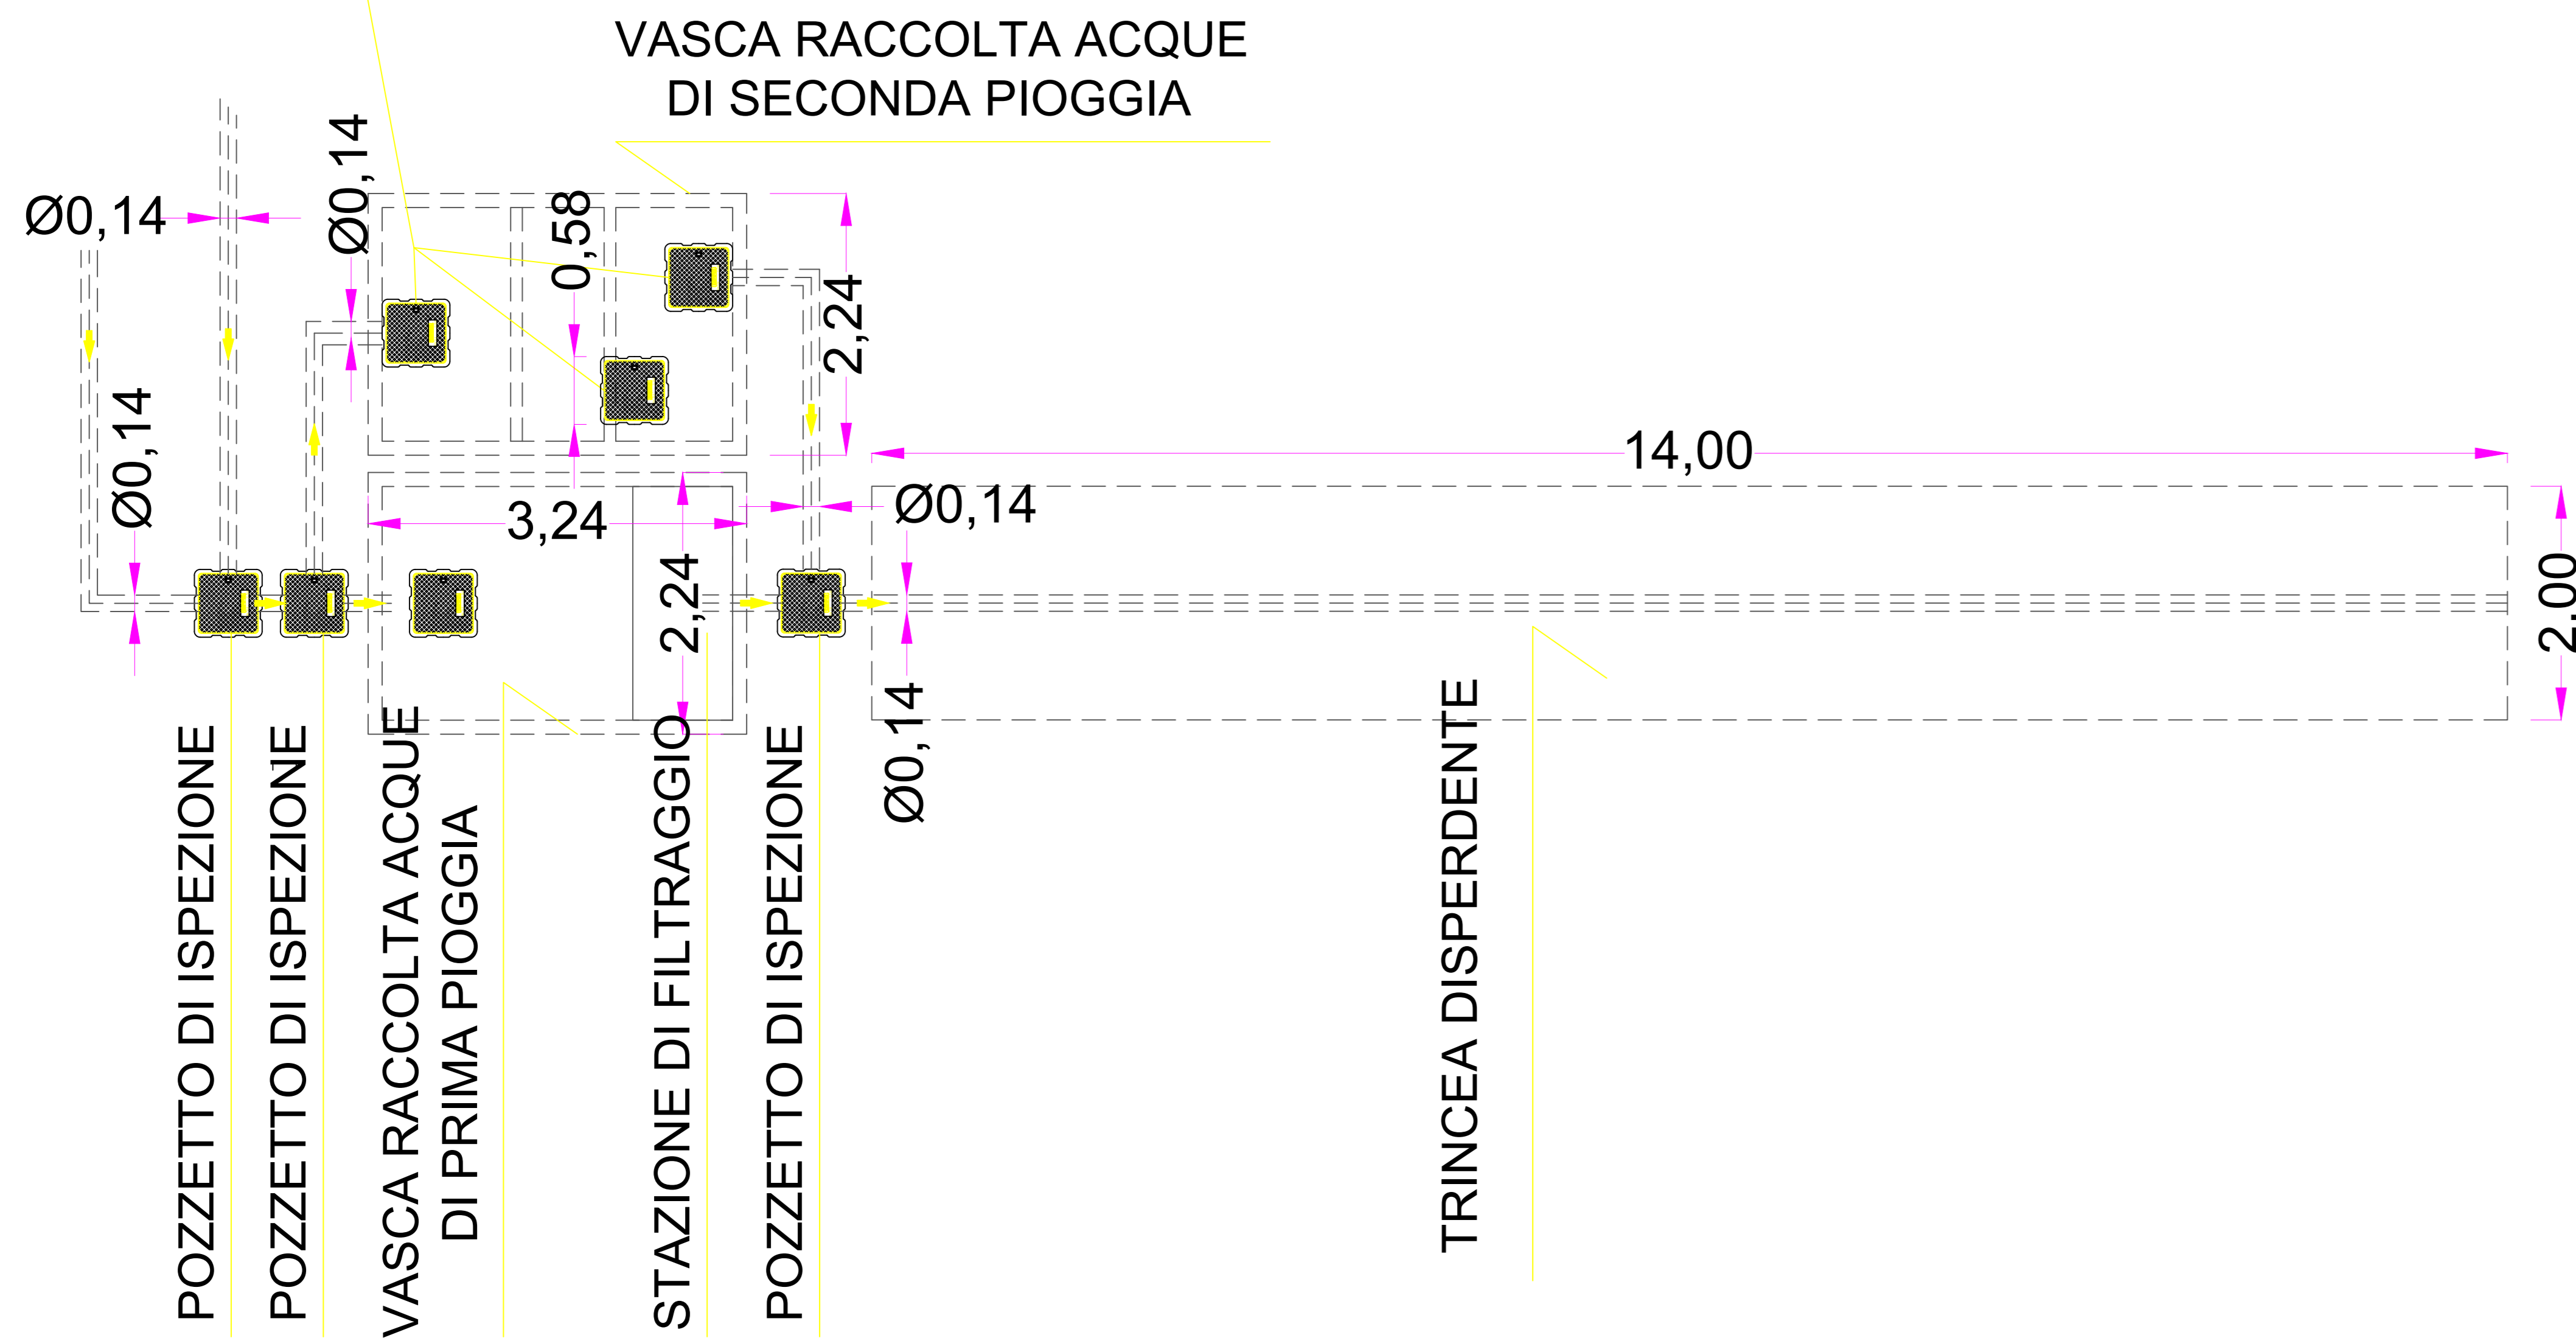 VASCA RACCOLTA ACQUE
DI SECONDA PIOGGIA
Ø0,14
Ø0,14
0,58
2,24
Ø0,14
14,00
3,24
Ø0,14
2,24
2,00
Ø0,14
POZZETTO DI ISPEZIONE
POZZETTO DI ISPEZIONE
VASCA RACCOLTA ACQUE
DI PRIMA PIOGGIA
STAZIONE DI FILTRAGGIO
POZZETTO DI ISPEZIONE
TRINCEA DISPERDENTE